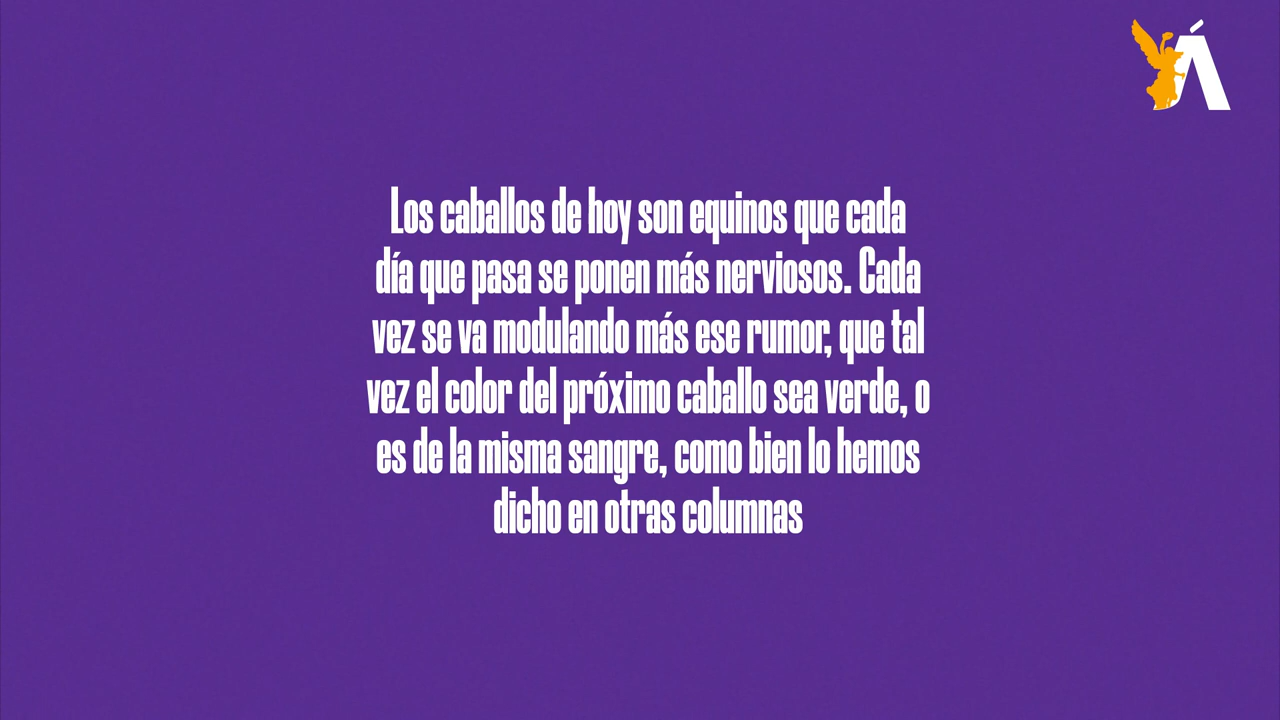 Á
Los caballos de hoy son equinos que cada
día que pasa se ponen más nerviosos. Cada
vez se va modulando más ese rumor, que tal
vez el color del próximo caballo sea verde, o
es de la misma sangre, como bien lo hemos
dicho en otras columnas